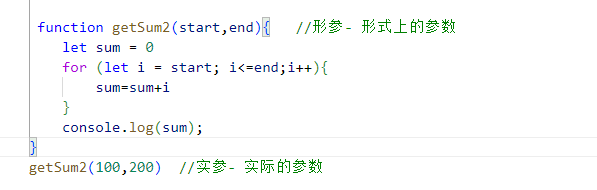 function getSum2(start,end){   //形参- 形式上的参数
let sum = 0
for (let i = start; i<=end;i++){
sum=sum+i
}
console.log(sum);
}
getSum2(100,200)  //实参- 实际的参数